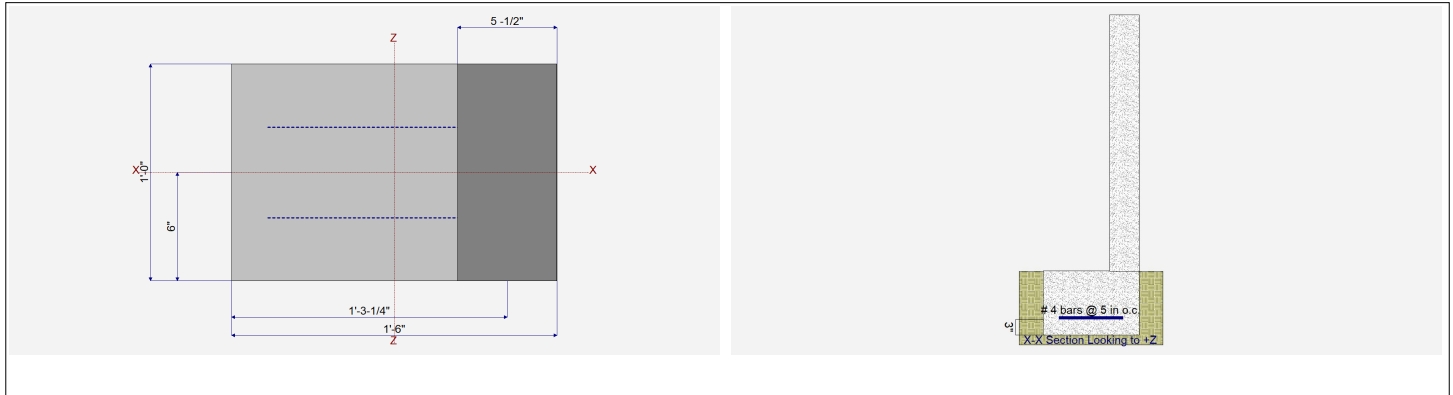 5 -1/2"
Z
X
1'-0"
X
6"
1'-3-1/4"
1'-6"
Z
# 4 bars @ 5 in o.c.
3"
X-X Section Looking to +Z